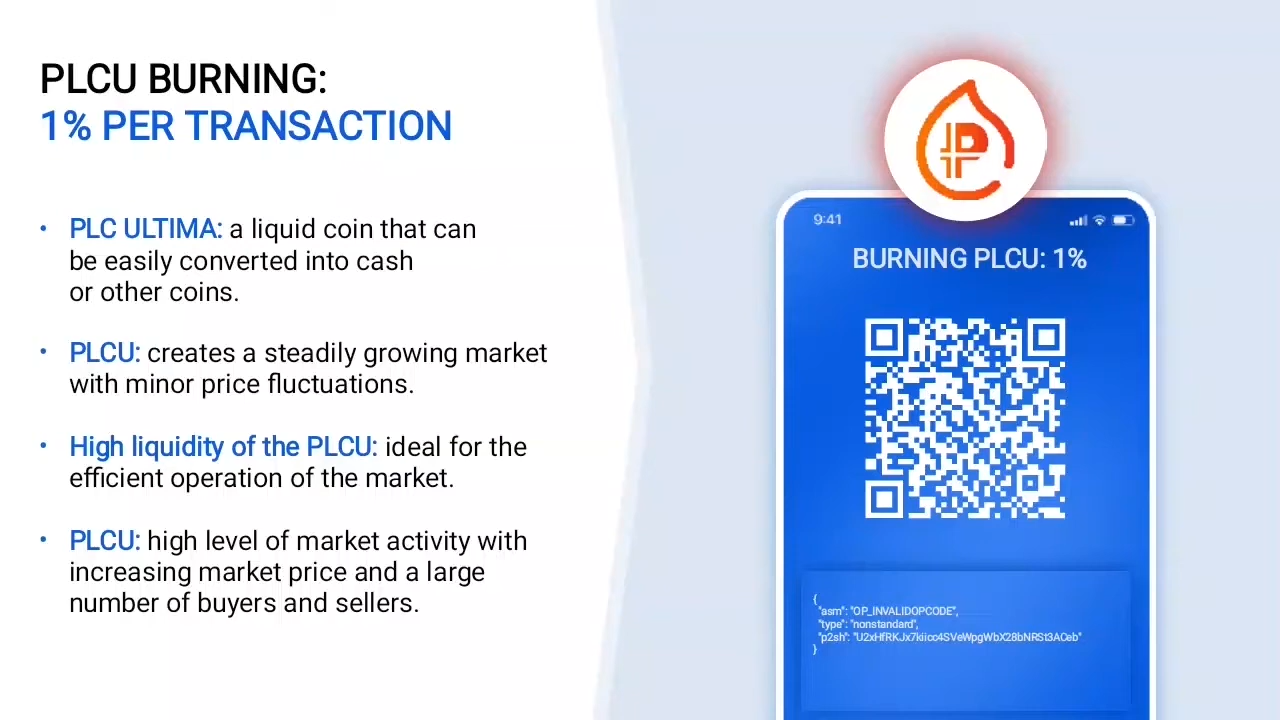 PLCU BURNING:
1% PER TRANSACTION
• PLC ULTIMA: a liquid coin that can
be easily converted into cash
or other coins.
• PLCU: creates a steadily growing market
with minor price fluctuations.
• High liquidity of the PLCU: ideal for the
efficient operation of the market.
• PLCU: high level of market activity with
increasing market price and a large
number of buyers and sellers.
9:41
BURNING PLCU: 1%
{
"asm": "OP_INVALIDOPCODE",
"type": "nonstandard",
"p2sh": "U2xHfRKJx7kiicc4SVeWpgWbX28bNRSt3ACeb"
}